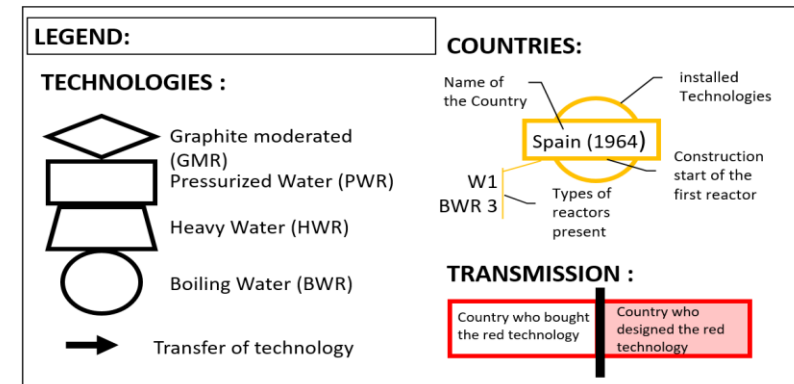 LEGEND:
TECHNOLOGIES :
Graphite moderated
(GMR)
Pressurized Water (PWR)
Heavy Water (HWR)
Boiling Water (BWR)
Transfer of technology
COUNTRIES:
Name of
the Country
installed
Technologies
Spain (1964)
Construction
start of the
first reactor
W1
BWR 3
Types of
reactors
present
TRANSMISSION :
Country who bought
the red technology
Country who
designed the red
technology